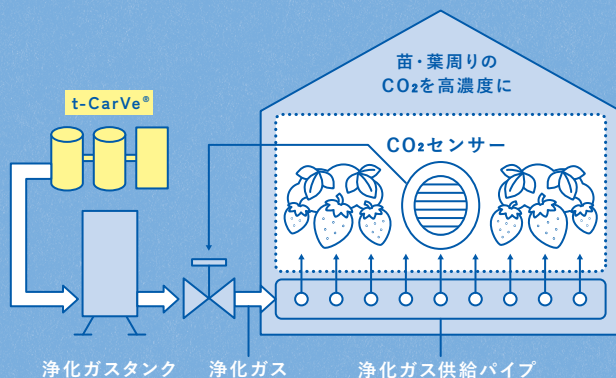 苗・葉周りの
CO₂を高濃度に
t-CarVe®
CO₂センサー
浄化ガスタンク
浄化ガス
浄化ガス供給パイプ